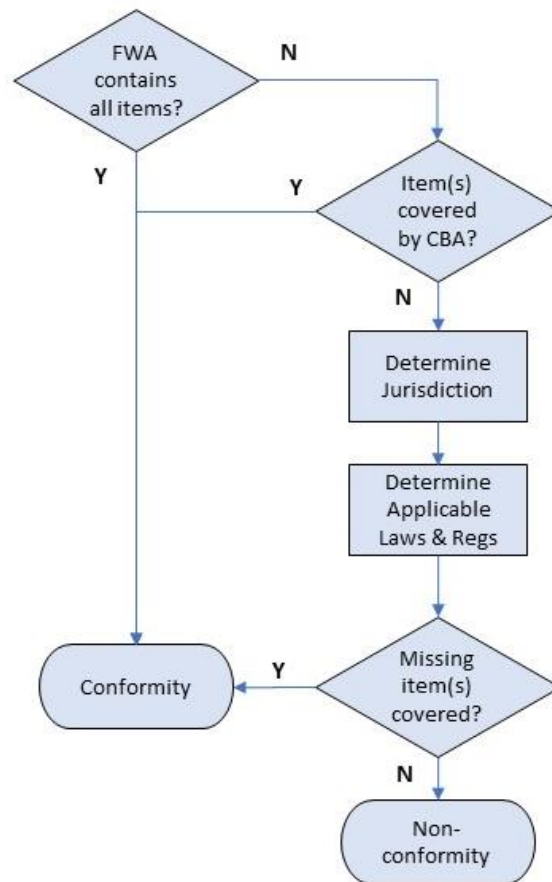 FWA
contains
all items?
N
Y
Y
Item(s)
covered
by CBA?
N
Determine
Jurisdiction
Determine
Applicable
Laws & Regs
Conformity
Y
Missing
item(s)
covered?
N
Non-
conformity